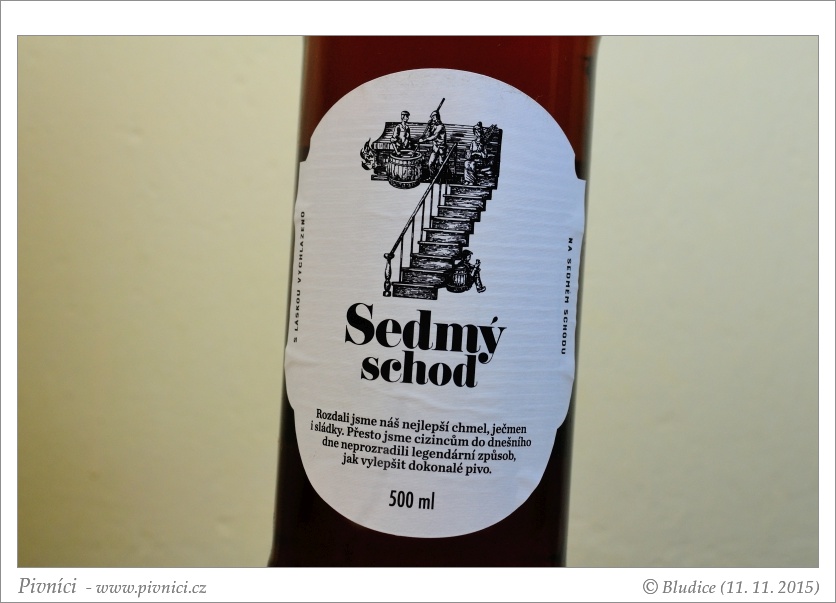 S LÁSKOU VYCHLAZENO
NA SEDMÉM SCHODU
Sedmý
schod
Rozdali jsme náš nejlepší chmel, ječmen
i sládky. Přesto jsme cizincům do dnešního
dne neprozradili legendární způsob,
jak vylepšit dokonalé pivo.
500 ml
Pivníci - www.pivnici.cz
© Bludice (11. 11. 2015)